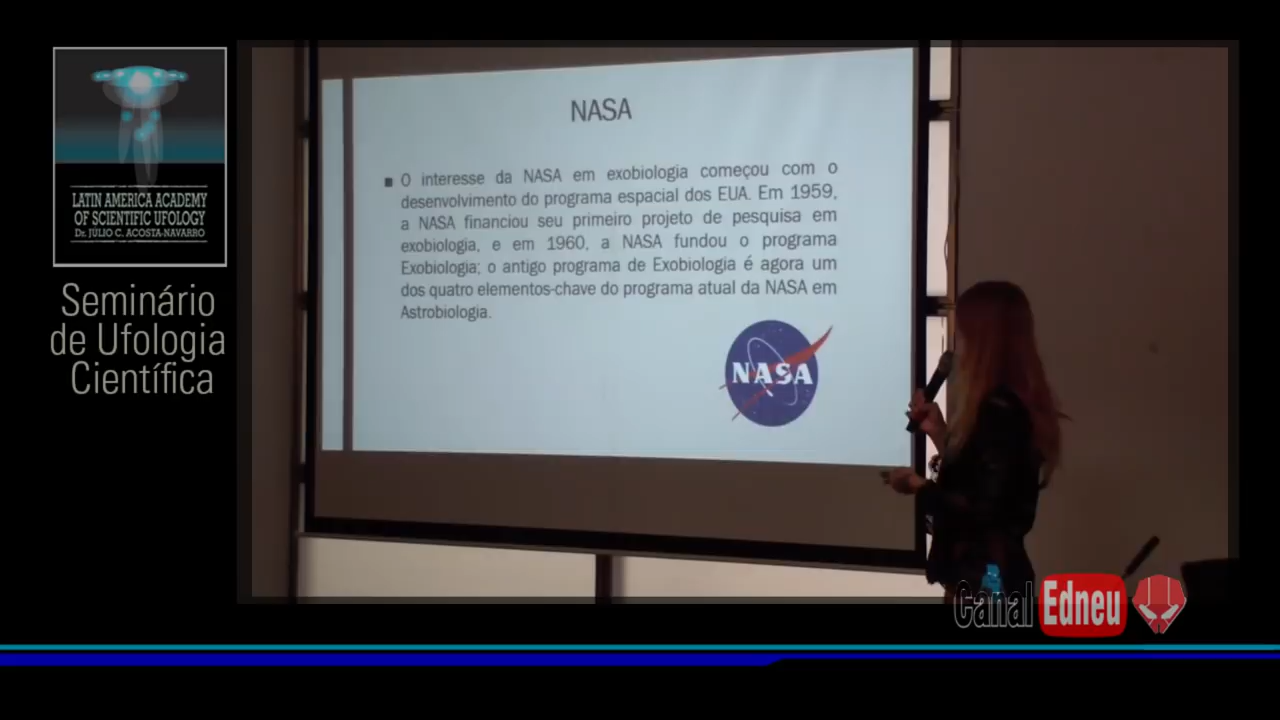 LATIN AMERICA ACADEMY
OF SCIENTIFIC UFOLOGY
Dr. JÚLIO C. ACOSTA-NAVARRO
Seminário
de Ufologia
Científica
NASA
O interesse da NASA em exobiologia começou com o
desenvolvimento do programa espacial dos EUA. Em 1959,
a NASA financiou seu primeiro projeto de pesquisa em
exobiologia, e em 1960, a NASA fundou o programa
Exobiologia; o antigo programa de Exobiologia é agora um
dos quatro elementos-chave do programa atual da NASA em
Astrobiologia.
NASA
Canal Edneu